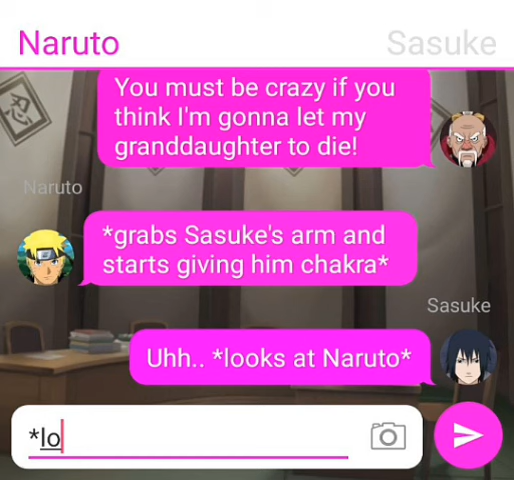 Naruto Sasuke
You must be crazy if you
think I'm gonna let my
granddaughter to die!
Naruto
*grabs Sasuke's arm and
starts giving him chakra*
Sasuke
Uhh.. *looks at Naruto*
*lo